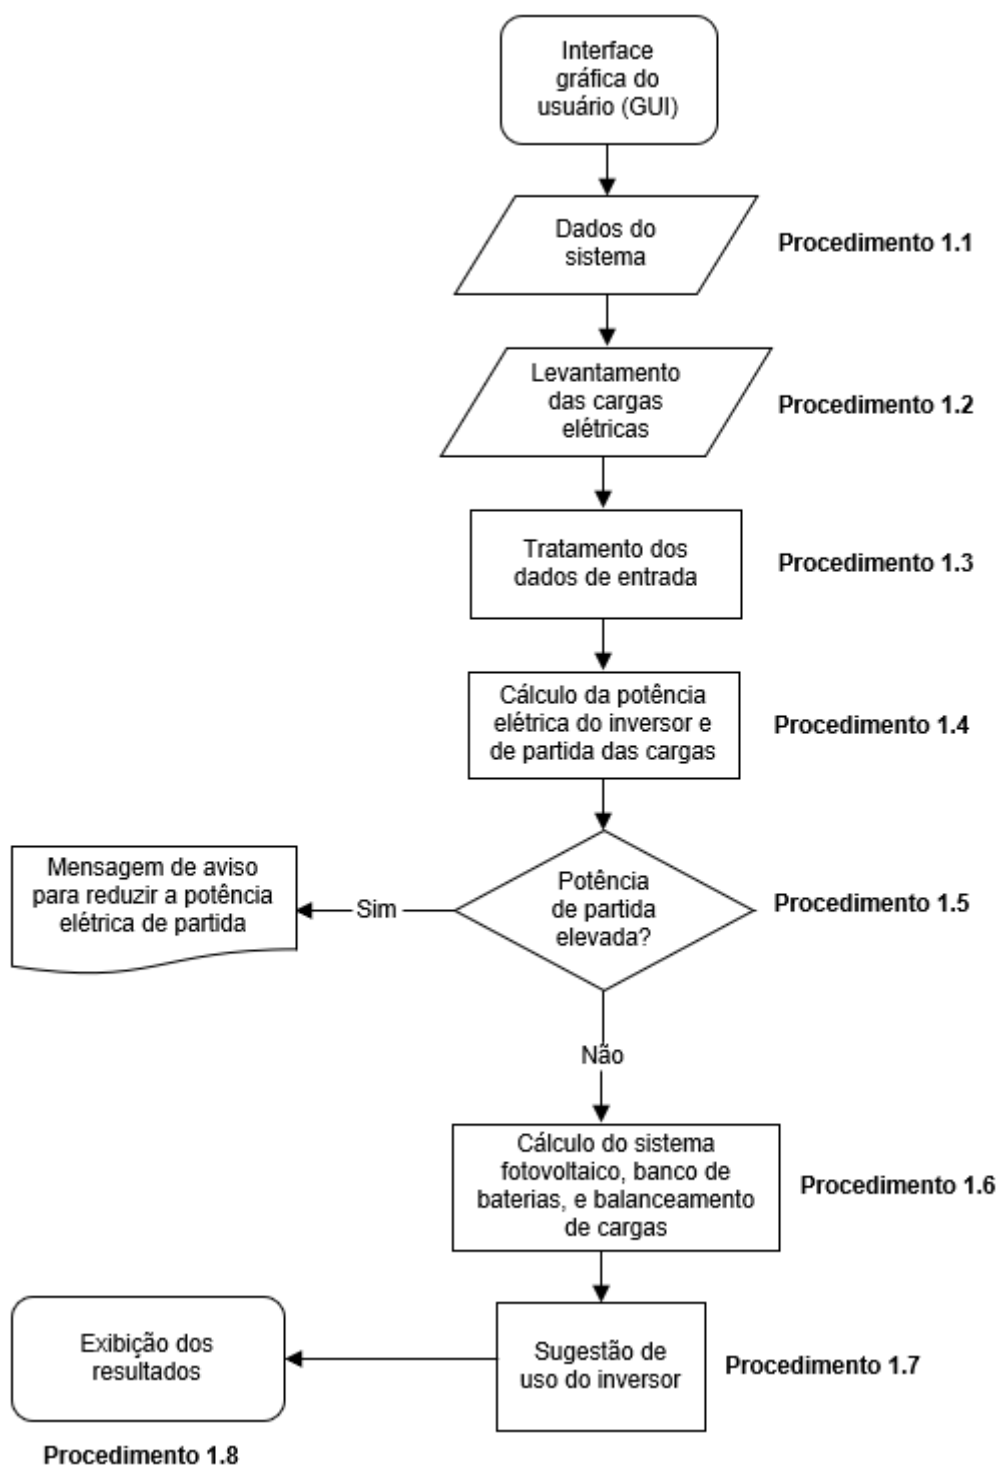 Interface
gráfica do
usuário (GUI)
Dados do
sistema
Procedimento 1.1
Levantamento
das cargas
elétricas
Procedimento 1.2
Tratamento dos
dados de entrada
Procedimento 1.3
Cálculo da potência
elétrica do inversor e
de partida das cargas
Procedimento 1.4
Potência
de partida
elevada?
Procedimento 1.5
Sim
Mensagem de aviso
para reduzir a potência
elétrica de partida
Não
Cálculo do sistema
fotovoltaico, banco de
baterias, e balanceamento
de cargas
Procedimento 1.6
Sugestão de
uso do inversor
Procedimento 1.7
Exibição dos
resultados
Procedimento 1.8